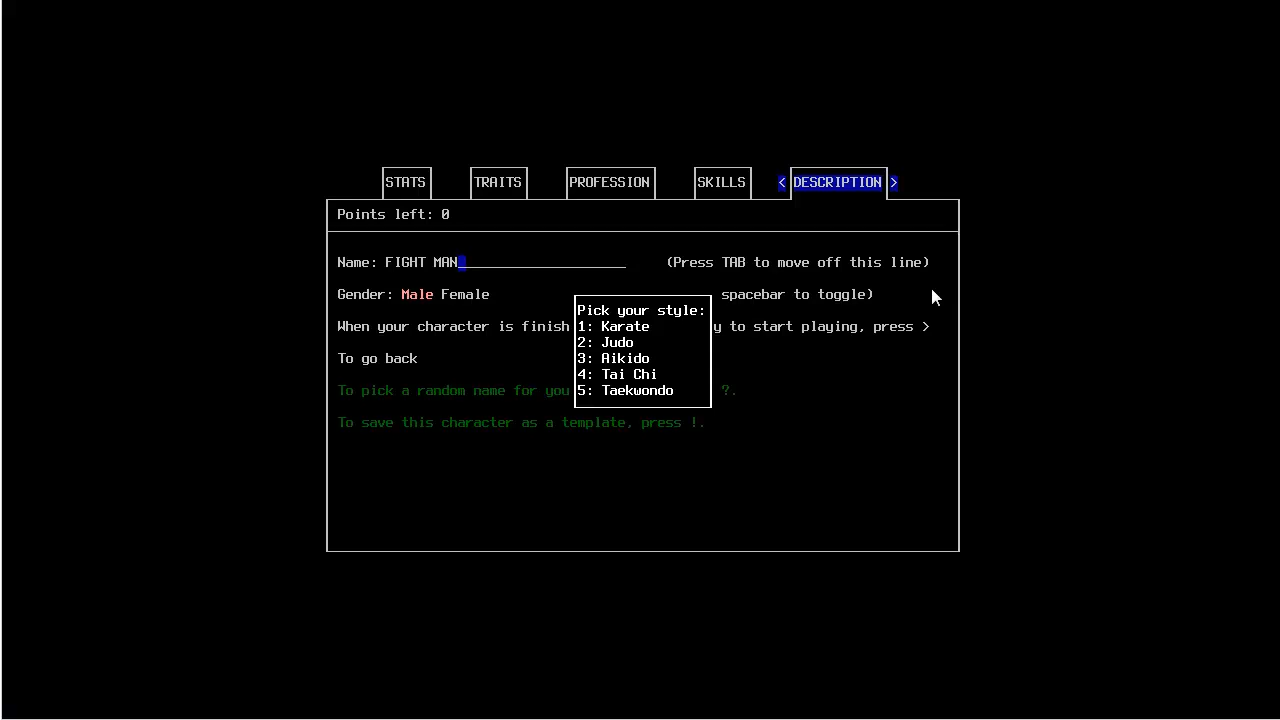 STATS TRAITS PROFESSION SKILLS < DESCRIPTION >
Points left: 0
Name: FIGHT MAN (Press TAB to move off this line)
Gender: Male Female spacebar to toggle)
Pick your style:
When your character is finish 1: Karate y to start playing, press >
2: Judo
To go back 3: Aikido
4: Tai Chi
To pick a random name for you 5: Taekwondo ?.
To save this character as a template, press !.